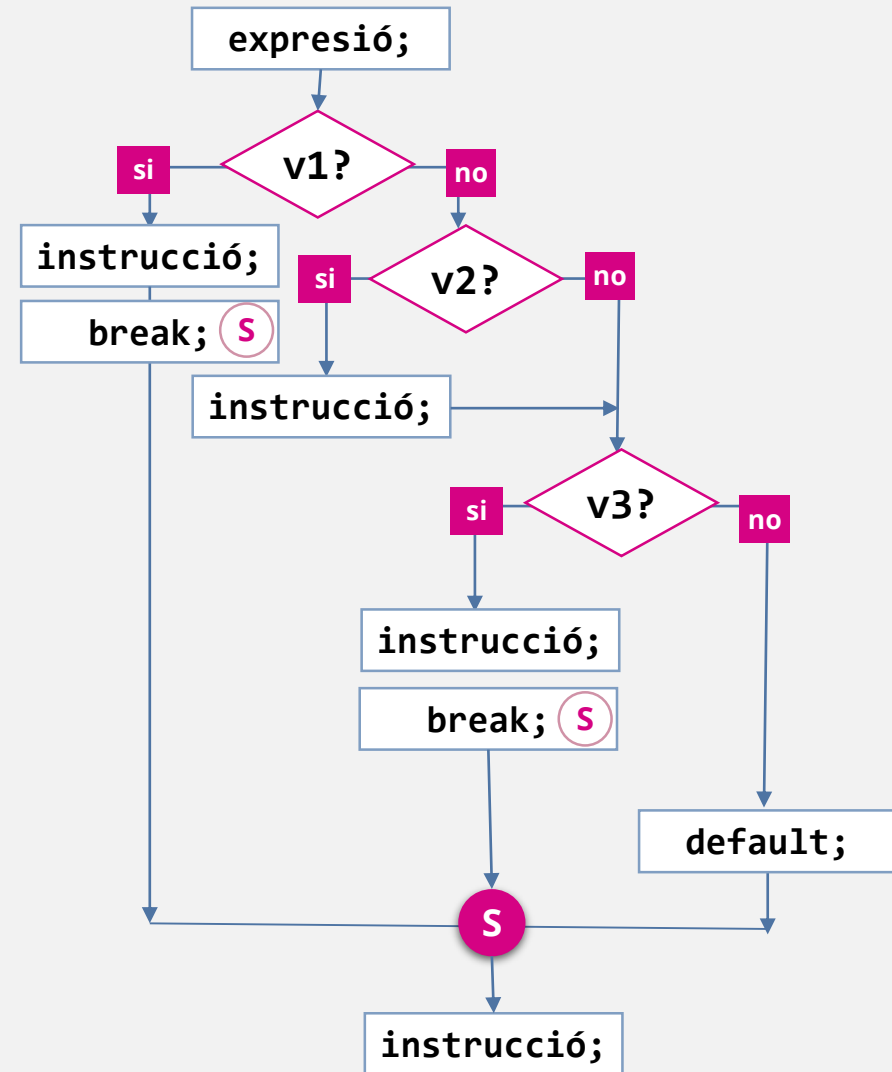 expresió;
v1?
si
no
instrucció;
v2?
si
no
break; S
instrucció;
v3?
si
no
instrucció;
break; S
default;
S
instrucció;